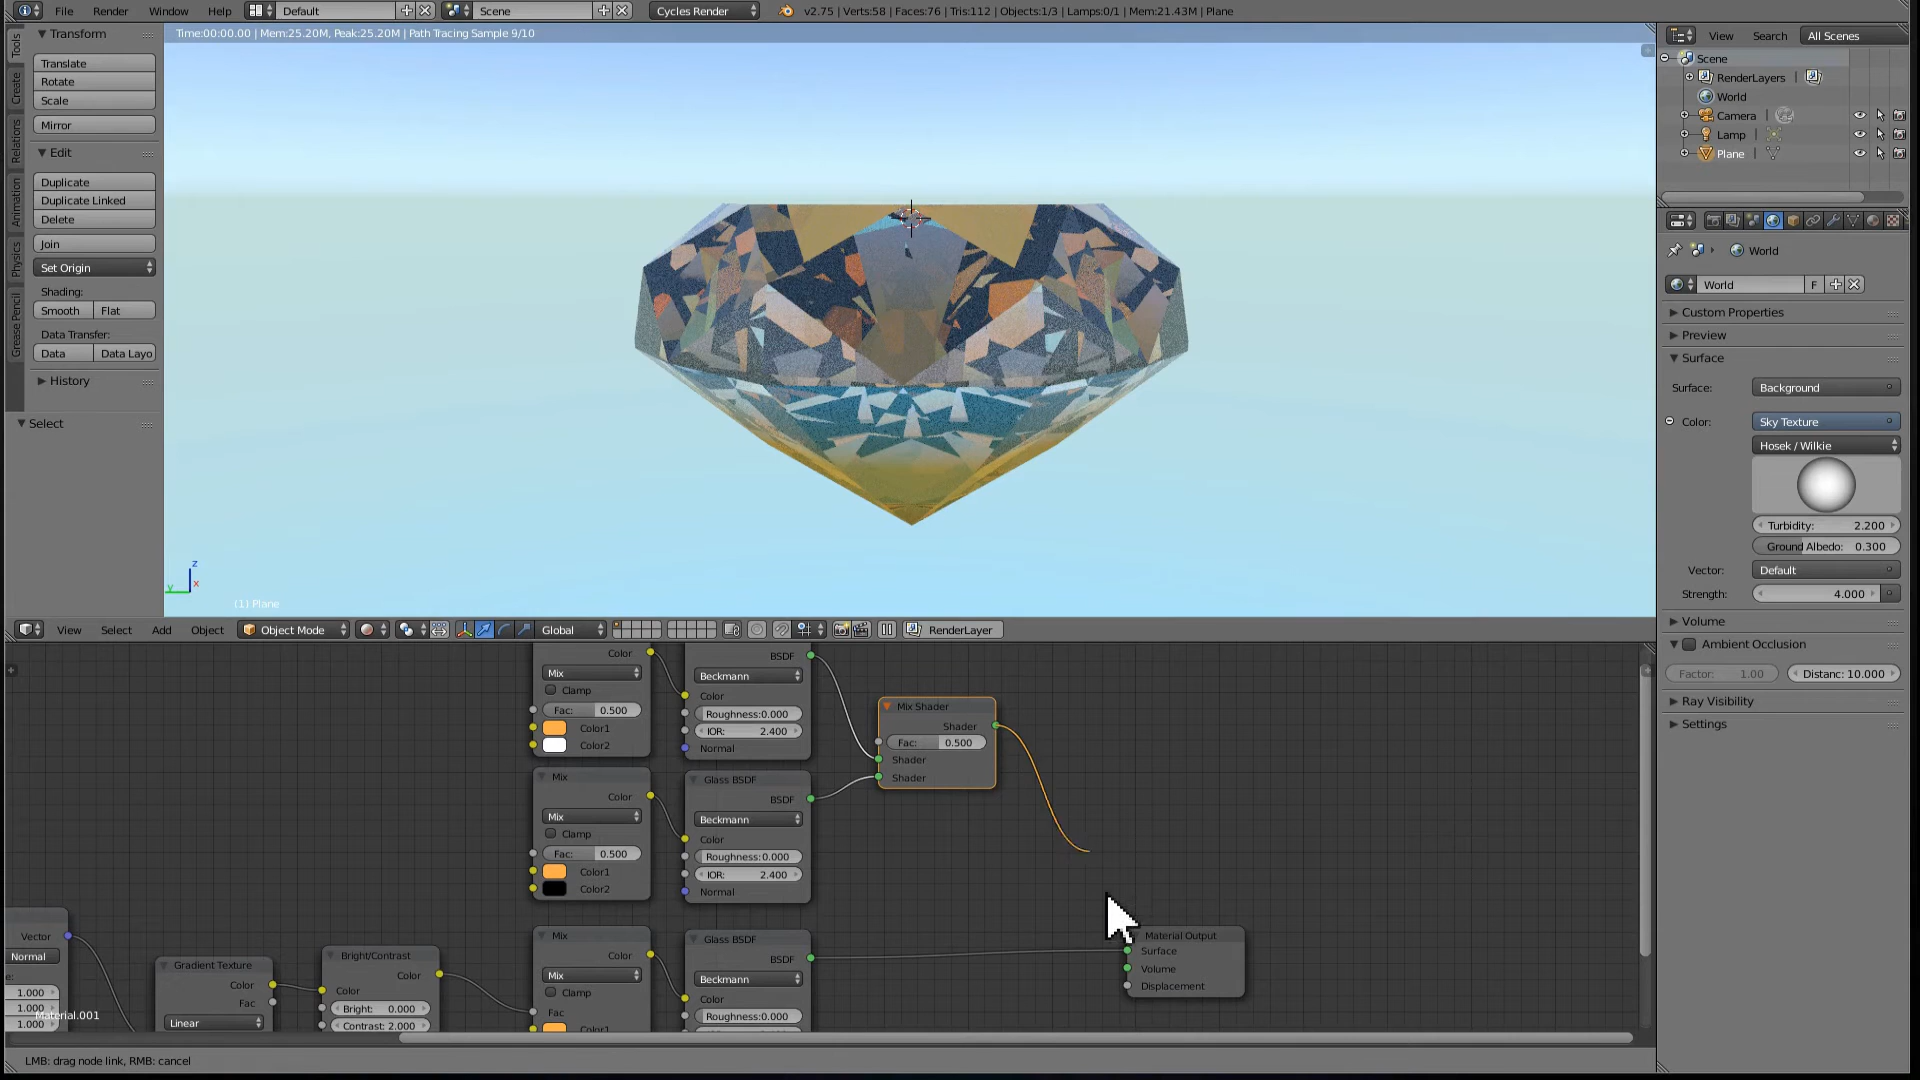 File Render Window Help Default Scene Cycles Render v2.75 | Verts:58 | Faces:76 | Tris:112 | Objects:1/3 | Lamps:0/1 | Mem:21.43M | Plane
Time:00:00.00 | Mem:25.20M, Peak:25.20M | Path Tracing Sample 9/10
Tools
Create
Relations
Animation
Physics
Grease Pencil
Transform
Translate
Rotate
Scale
Mirror
Edit
Duplicate
Duplicate Linked
Delete
Join
Set Origin
Shading:
Smooth Flat
Data Transfer:
Data Data Layo
History
Select
z
y x
(1) Plane
View Select Add Object Object Mode Global RenderLayer
Color
Mix
Clamp
Fac: 0.500
Color1
Color2
BSDF
Beckmann
Color
Roughness:0.000
IOR: 2.400
Normal
Mix Shader
Shader
Fac: 0.500
Shader
Shader
Mix
Color
Mix
Clamp
Fac: 0.500
Color1
Color2
Glass BSDF
BSDF
Beckmann
Color
Roughness:0.000
IOR: 2.400
Normal
Vector
Normal
1.000
1.000
1.000
Material.001
Gradient Texture
Color
Fac
Linear
Bright/Contrast
Color
Color
Bright: 0.000
Contrast: 2.000
Mix
Color
Mix
Clamp
Fac
Color1
Glass BSDF
BSDF
Beckmann
Color
Roughness:0.000
Material Output
Surface
Volume
Displacement
LMB: drag node link, RMB: cancel
View Search All Scenes
Scene
RenderLayers |
World
Camera |
Lamp |
Plane |
World
World F
Custom Properties
Preview
Surface
Surface: Background
Color: Sky Texture
Hosek / Wilkie
Turbidity: 2.200
Ground Albedo: 0.300
Vector: Default
Strength: 4.000
Volume
Ambient Occlusion
Factor: 1.00 Distanc: 10.000
Ray Visibility
Settings